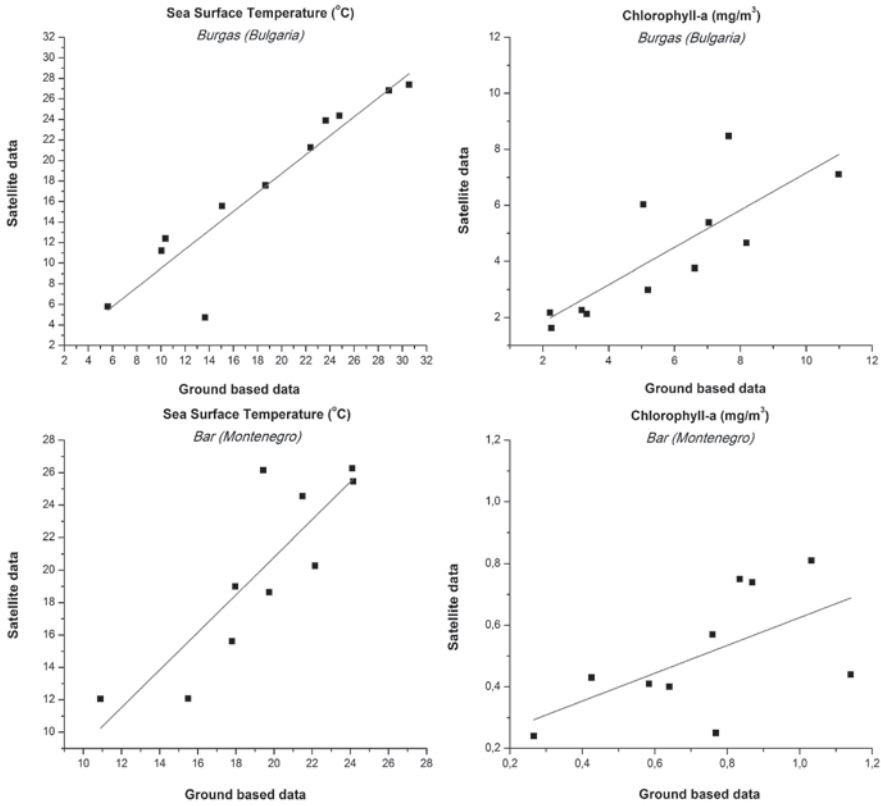 Sea Surface Temperature (°C)
Burgas (Bulgaria)
32
30
28
26
24
22
20
18
16
14
12
10
8
6
4
2
2 4 6 8 10 12 14 16 18 20 22 24 26 28 30 32
Satellite data
Ground based data
Chlorophyll-a (mg/m³)
Burgas (Bulgaria)
12
10
8
6
4
2
2 4 6 8 10 12
Satellite data
Ground based data
Sea Surface Temperature (°C)
Bar (Montenegro)
28
26
24
22
20
18
16
14
12
10
10 12 14 16 18 20 22 24 26 28
Satellite data
Ground based data
Chlorophyll-a (mg/m³)
Bar (Montenegro)
1,2
1,0
0,8
0,6
0,4
0,2
0,2 0,4 0,6 0,8 1,0 1,2
Satellite data
Ground based data